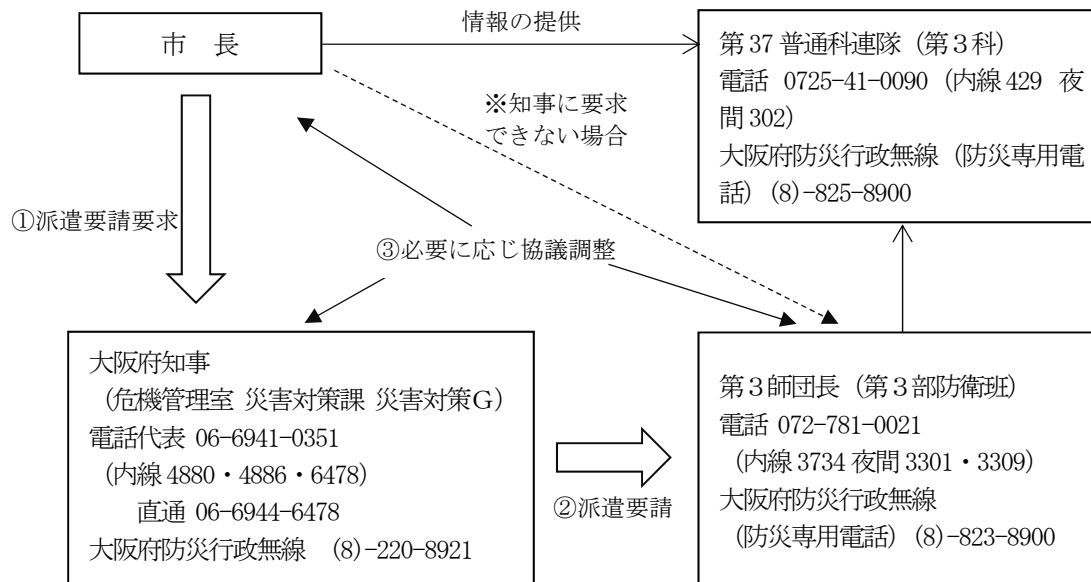 市　長
情報の提供
第37普通科連隊（第３科）
電話 0725-41-0090（内線429　夜
間302）
大阪府防災行政無線（防災専用電
話）(8)-825-8900
※知事に要求
できない場合
①派遣要請要求
③必要に応じ協議調整
大阪府知事
（危機管理室 災害対策課 災害対策Ｇ）
電話代表 06-6941-0351
（内線4880・4886・6478）
直通 06-6944-6478
大阪府防災行政無線　(8)-220-8921
②派遣要請
第３師団長（第３部防衛班）
電話 072-781-0021
（内線3734 夜間3301・3309）
大阪府防災行政無線
（防災専用電話）(8)-823-8900